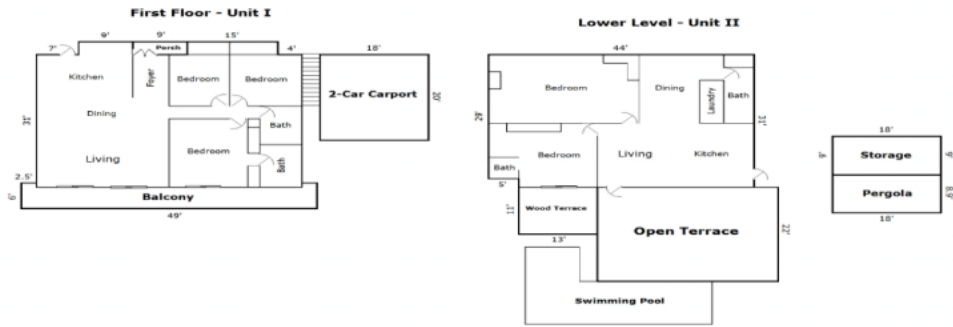 First Floor - Unit I
9'
9'
15'
7'
Porch
4'
18'
Kitchen
Foyer
Bedroom
Bedroom
2-Car Carport
20'
31'
Dining
Bath
Living
Bedroom
Bath
2.5'
6'
Balcony
49'
Lower Level - Unit II
44'
Bedroom
Dining
Laundry
Bath
29'
31'
Bedroom
Living
Kitchen
Bath
5'
11'
Wood Terrace
Open Terrace
22'
13'
Swimming Pool
18'
Storage
9'
Pergola
8.9'
18'